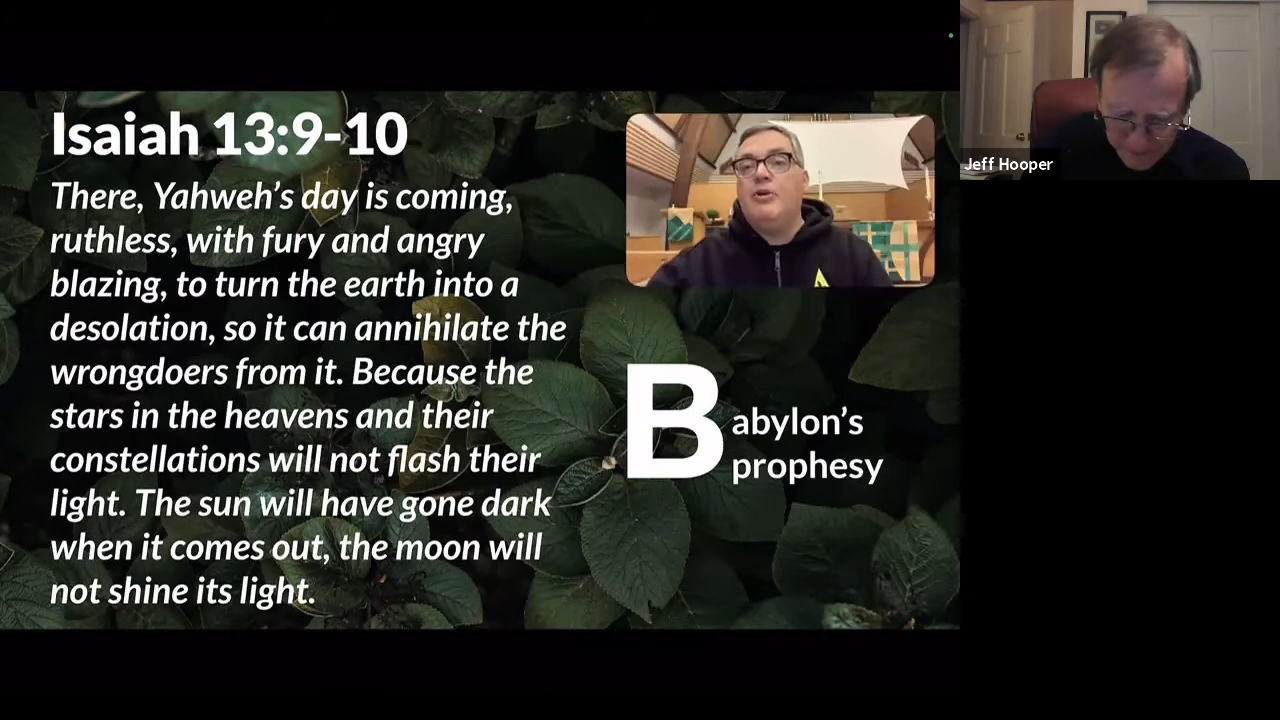 Isaiah 13:9-10
There, Yahweh’s day is coming,
ruthless, with fury and angry
blazing, to turn the earth into a
desolation, so it can annihilate the
wrongdoers from it. Because the
stars in the heavens and their
constellations will not flash their
light. The sun will have gone dark
when it comes out, the moon will
not shine its light.
Babylon’s
prophesy
Jeff Hooper